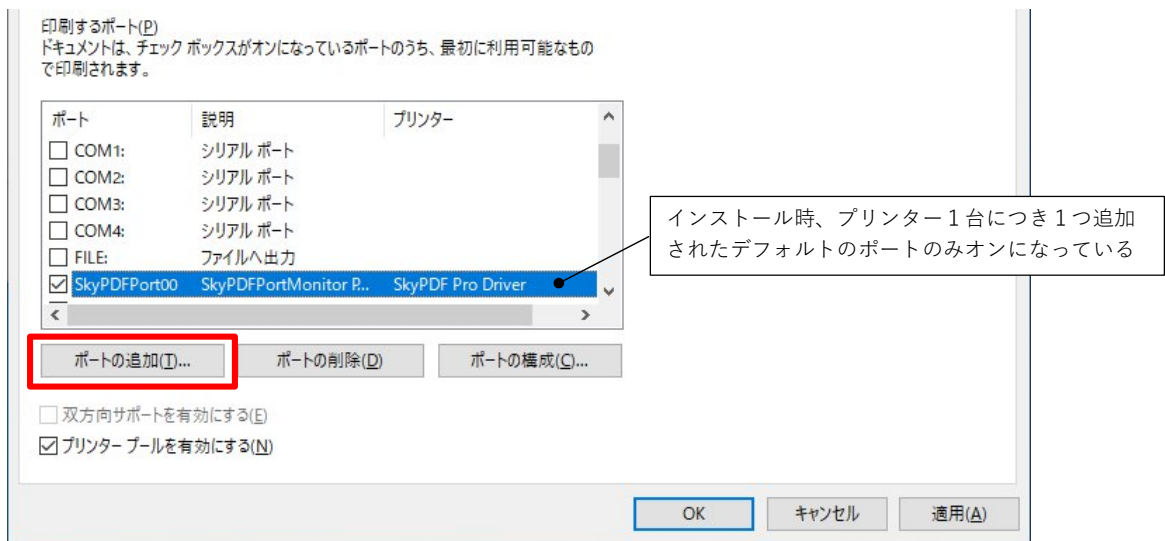 印刷するポート(P)
ドキュメントは、チェック ボックスがオンになっているポートのうち、最初に利用可能なもの
で印刷されます。
ポート 説明 プリンター
COM1: シリアル ポート
COM2: シリアル ポート
COM3: シリアル ポート
COM4: シリアル ポート
FILE: ファイルへ出力
SkyPDFPort00 SkyPDFPortMonitor P... SkyPDF Pro Driver
インストール時、プリンター１台につき１つ追加
されたデフォルトのポートのみオンになっている
ポートの追加(T)... ポートの削除(D) ポートの構成(C)...
双方向サポートを有効にする(E)
プリンター プールを有効にする(N)
OK キャンセル 適用(A)